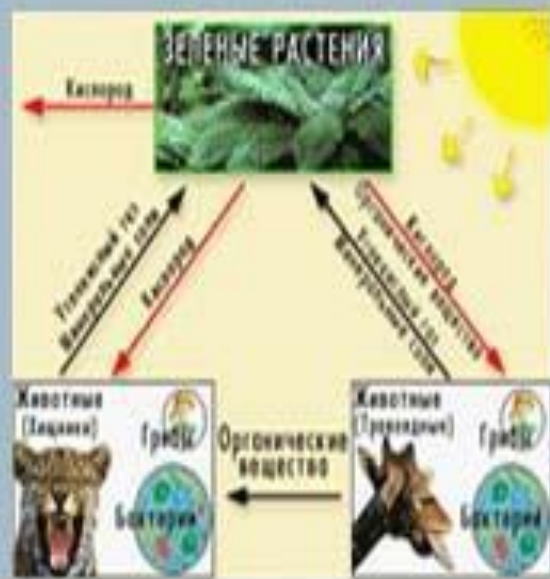 ЗЕЛЕНЫЕ РАСТЕНИЯ
Кислород
Углекислый газ
Минеральные соли
Кислород
Кислород
Органические вещества
Углекислый газ
Минеральные соли
Животные
(Хищники)
Грибы
Бактерии
Органические
вещество
Животные
(Травоядные)
Грибы
Бактерии